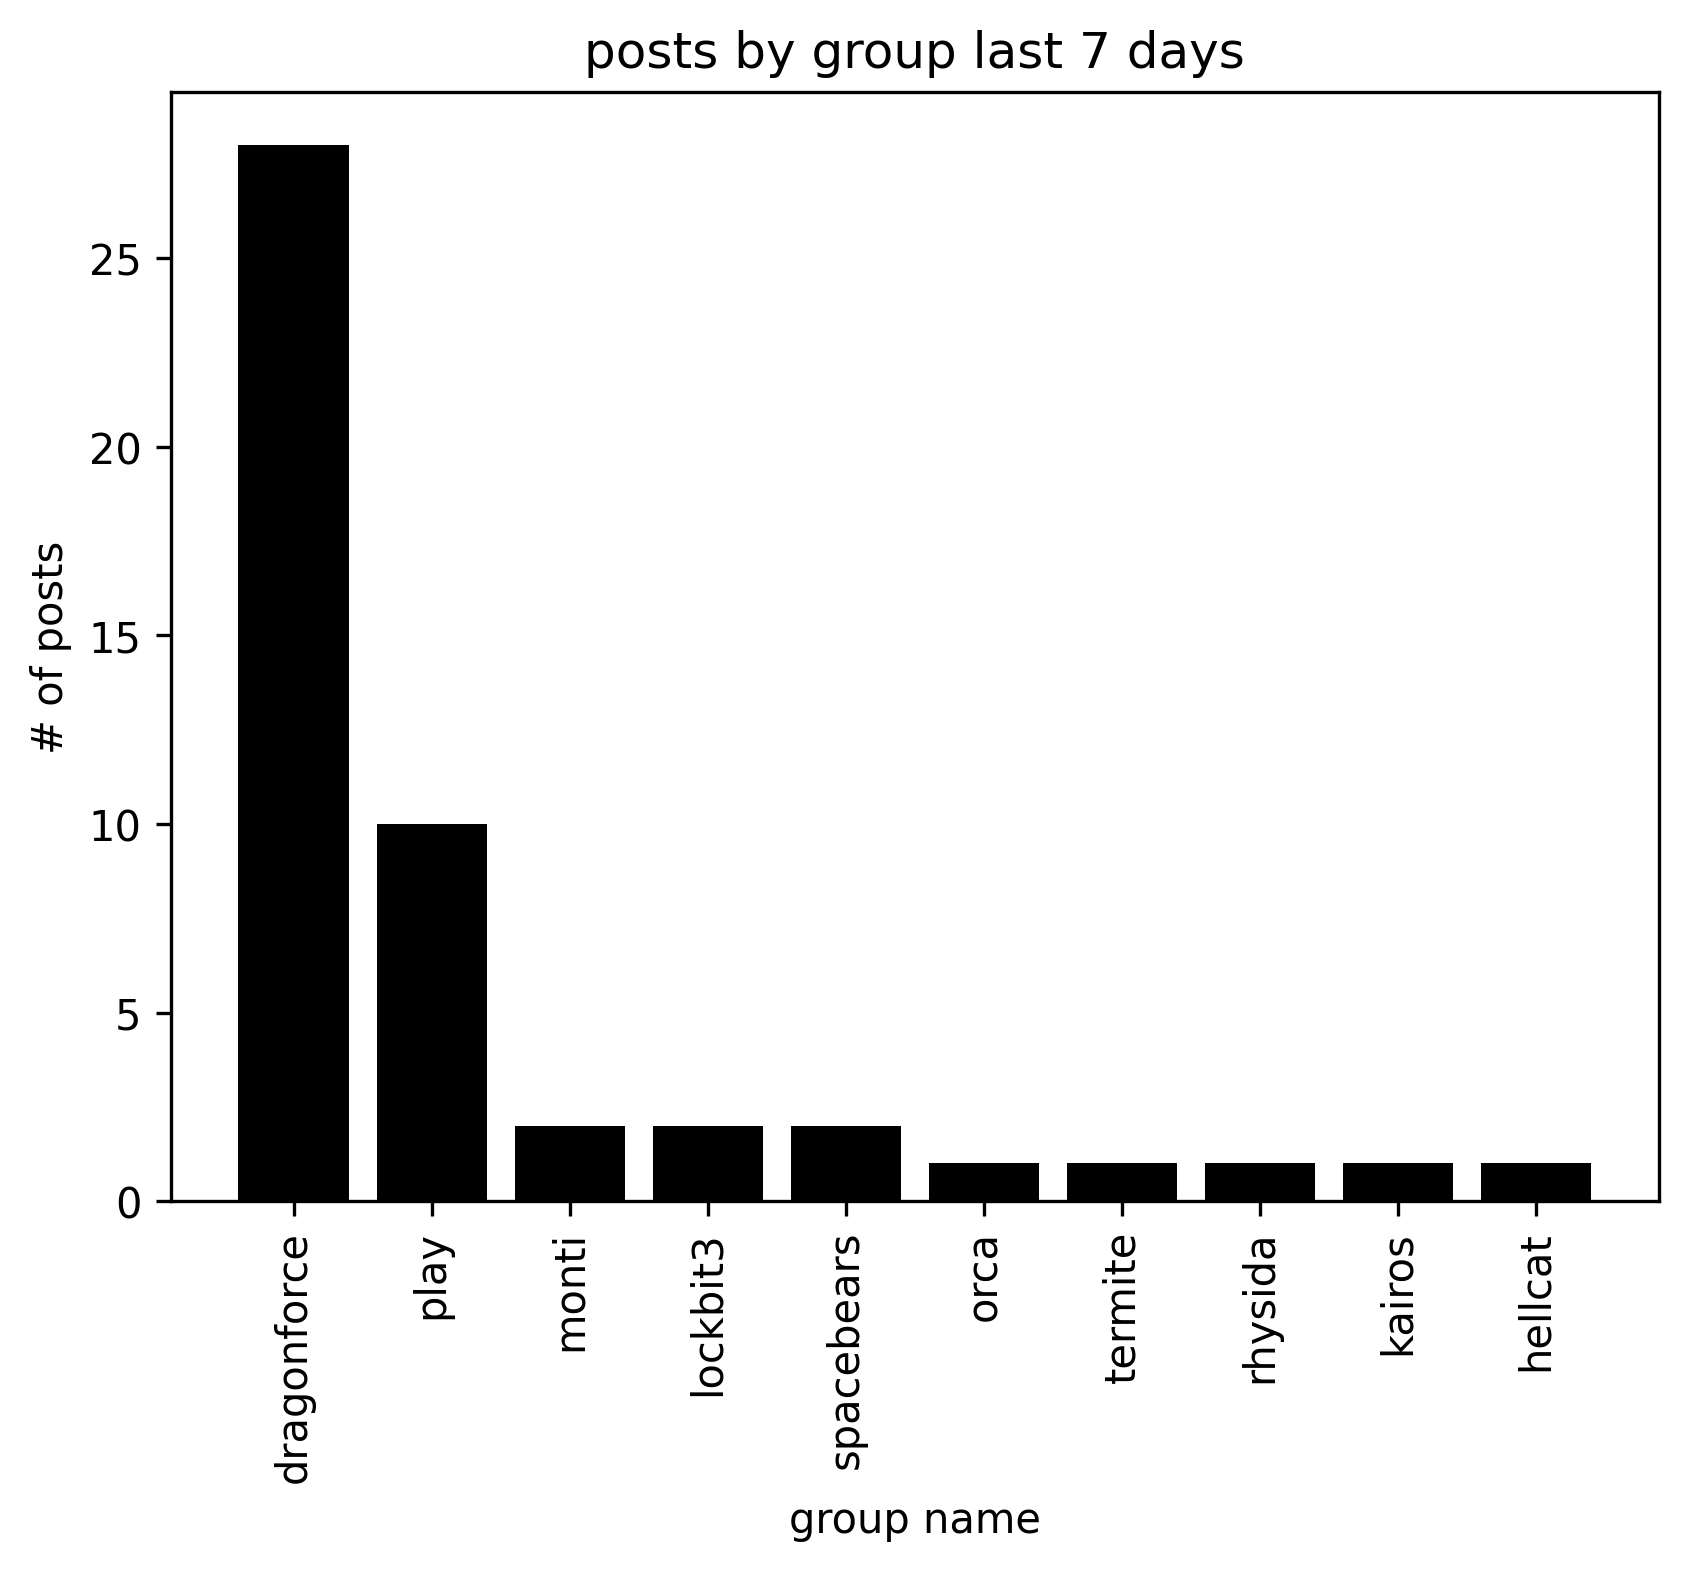 posts by group last 7 days
# of posts
25
20
15
10
5
0
dragonforce
play
monti
lockbit3
spacebears
orca
termite
rhysida
kairos
hellcat
group name